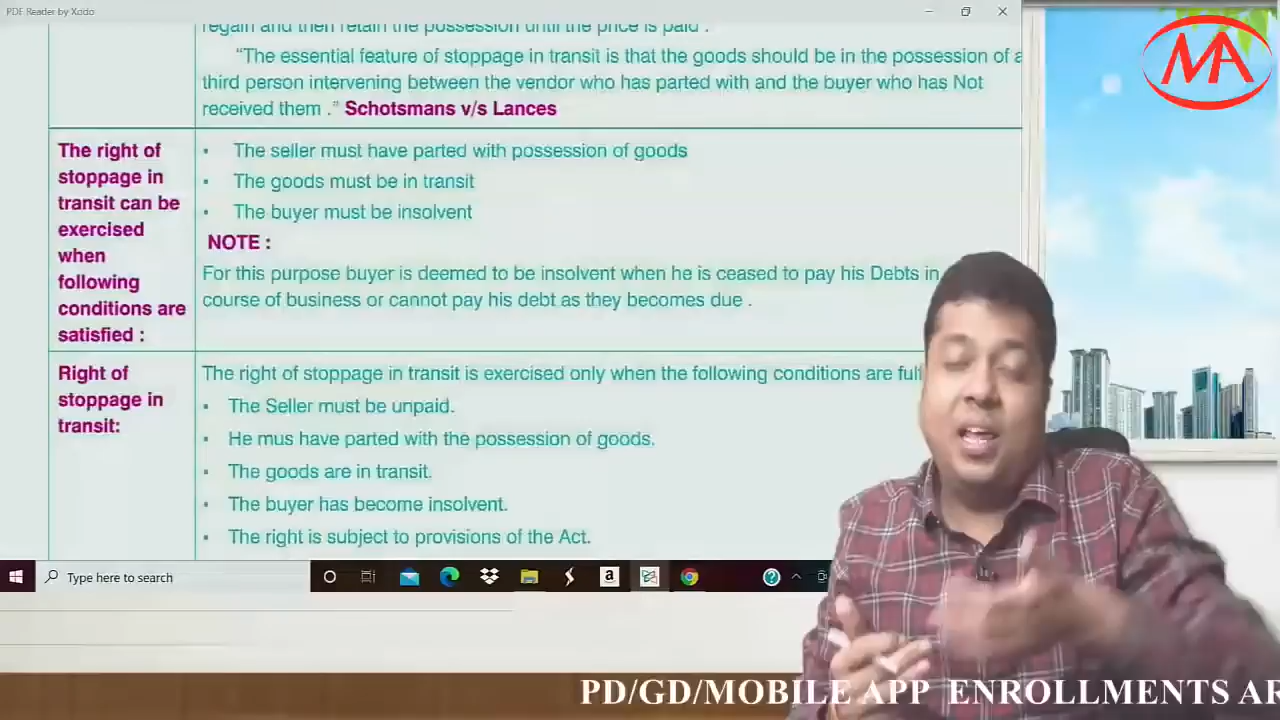 PDF Reader by Xodo
regain and then retain the possession until the price is paid .
“The essential feature of stoppage in transit is that the goods should be in the possession of a
third person intervening between the vendor who has parted with and the buyer who has Not
received them .” Schotsmans v/s Lances
The right of
stoppage in
transit can be
exercised
when
following
conditions are
satisfied :
• The seller must have parted with possession of goods
• The goods must be in transit
• The buyer must be insolvent
NOTE :
For this purpose buyer is deemed to be insolvent when he is ceased to pay his Debts in
course of business or cannot pay his debt as they becomes due .
Right of
stoppage in
transit:
The right of stoppage in transit is exercised only when the following conditions are
• The Seller must be unpaid.
• He mus have parted with the possession of goods.
• The goods are in transit.
• The buyer has become insolvent.
• The right is subject to provisions of the Act.
Type here to search
MA
PD/GD/MOBILE APP ENROLLMENTS